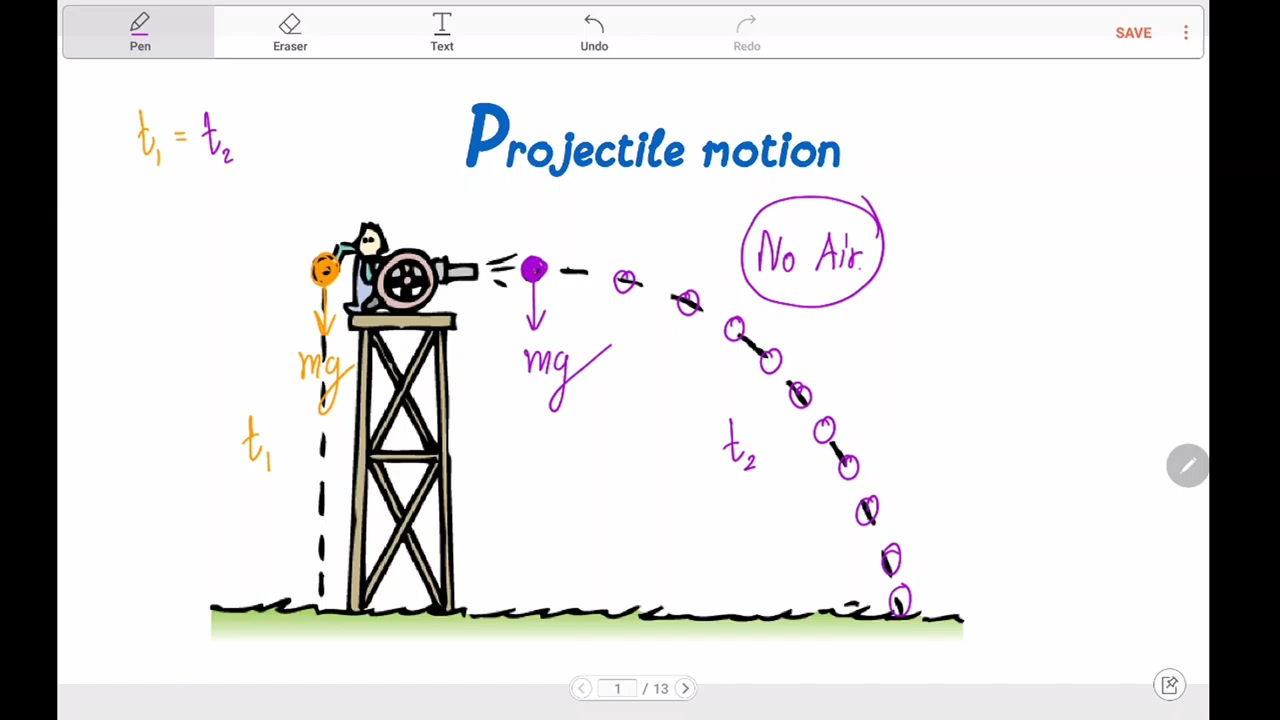 Pen
Eraser
Text
Undo
Redo
SAVE
t₁ = t₂
Projectile motion
No Air.
mg
mg
t₁
t₂
1 / 13